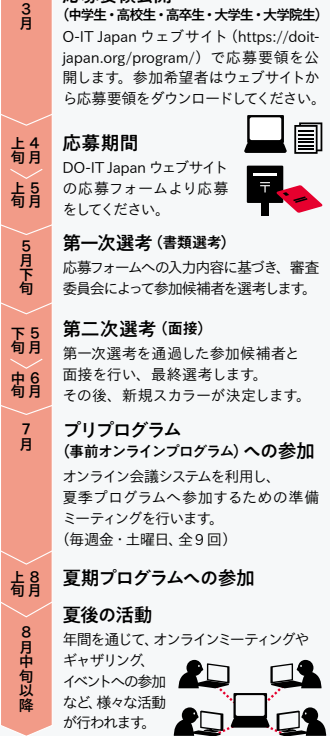 3月
(中学生・高校生・高卒生・大学生・大学院生)
O-IT Japan ウェブサイト (https://doit-
japan.org/program/) で応募要領を公
開します。参加希望者はウェブサイトか
ら応募要領をダウンロードしてください。
4月上旬
5月上旬
応募期間
DO-IT Japan ウェブサイト
の応募フォームより応募
をしてください。
〒
5月下旬
第一次選考 (書類選考)
応募フォームへの入力内容に基づき、審査
委員会によって参加候補者を選考します。
5月下旬
6月中旬
第二次選考 (面接)
第一次選考を通過した参加候補者と
面接を行い、最終選考します。
その後、新規スカラーが決定します。
7月
プリプログラム
(事前オンラインプログラム) への参加
オンライン会議システムを利用し、
夏季プログラムへ参加するための準備
ミーティングを行います。
(毎週金・土曜日、全9回)
8月上旬
夏期プログラムへの参加
8月中旬以降
夏後の活動
年間を通じて、オンラインミーティングや
ギャザリング、
イベントへの参加
など、様々な活動
が行われます。